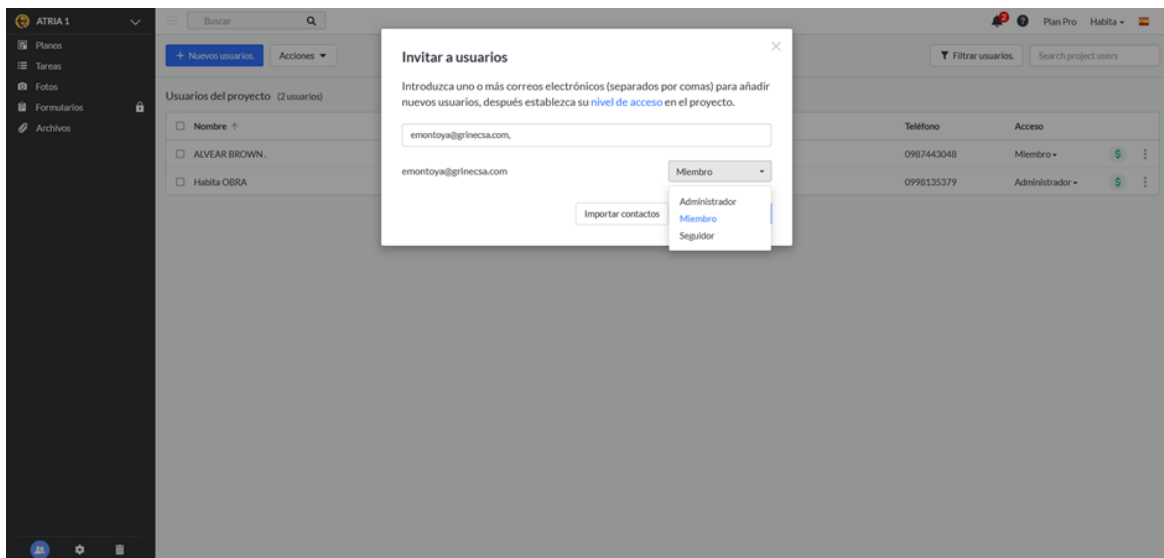 ATRIA 1
Buscar
2
Plan Pro
Habita
Planos
Tareas
Fotos
Formularios
Archivos
+ Nuevos usuarios.
Acciones
Filtrar usuarios.
Search project users
Usuarios del proyecto (2 usuarios)
Nombre ↑
Teléfono
Acceso
ALVEAR BROWN.
0987443048
Miembro
$
Habita OBRA
0998135379
Administrador
$
Invitar a usuarios
Introduzca uno o más correos electrónicos (separados por comas) para añadir
nuevos usuarios, después establezca su nivel de acceso en el proyecto.
emontoya@grinecsa.com,
emontoya@grinecsa.com
Miembro
Administrador
Miembro
Seguidor
Importar contactos